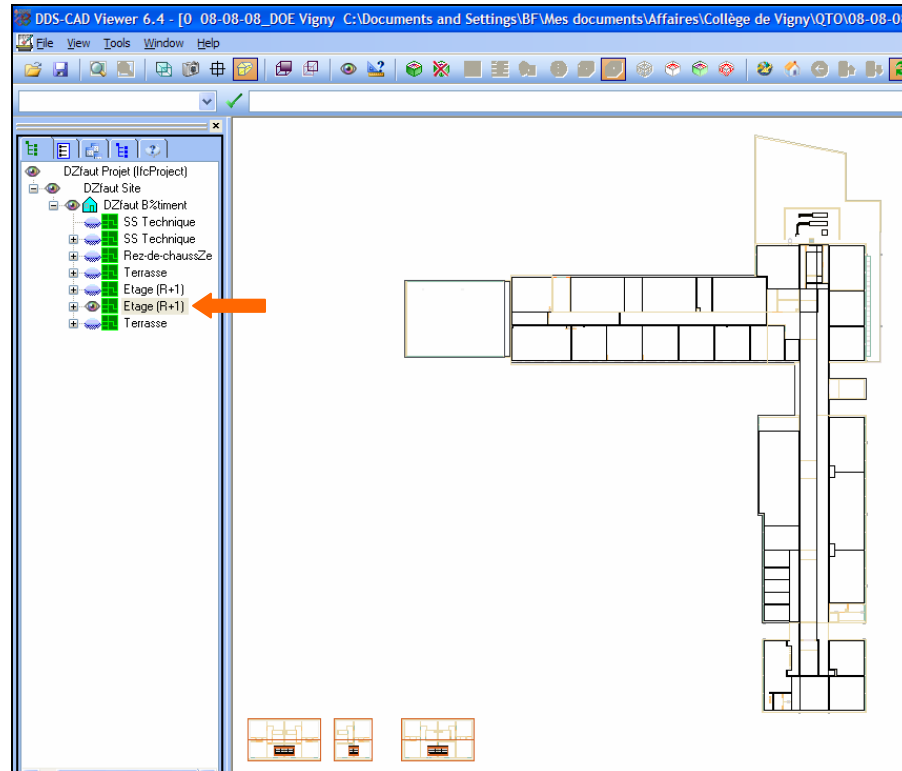 DDS-CAD Viewer 6.4 - [0 08-08-08_DOE Vigny C:\Documents and Settings\BF\Mes documents\Affaires\Collège de Vigny\QTO\08-08-08
File View Tools Window Help
DZfaut Projet (IfcProject)
DZfaut Site
DZfaut B%timent
SS Technique
SS Technique
Rez-de-chaussZe
Terrasse
Etage (R+1)
Etage (R+1)
Terrasse